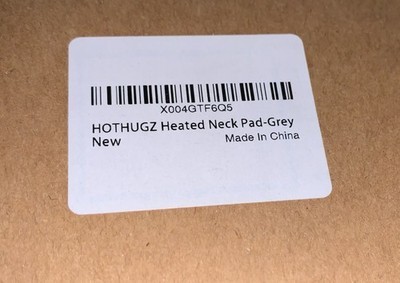 X004GTF6Q5
HOTHUGZ Heated Neck Pad-Grey
New Made In China